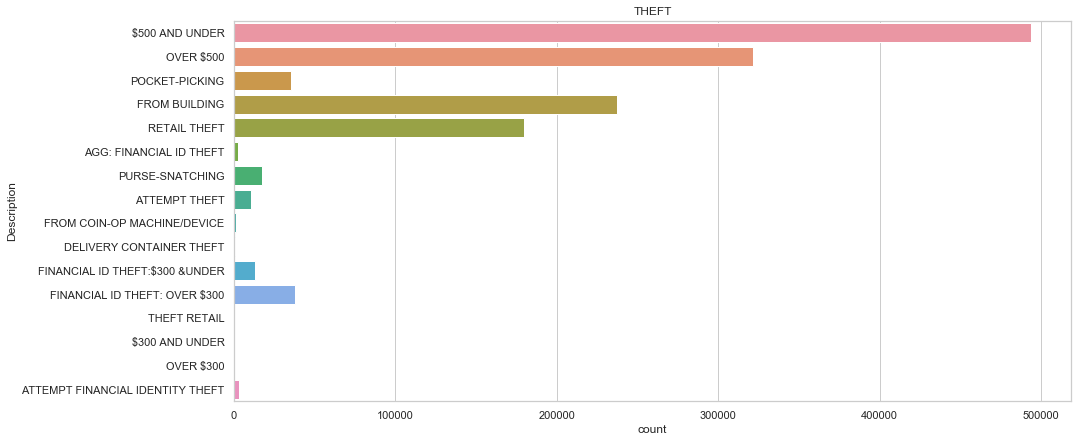 THEFT
Description
$500 AND UNDER
OVER $500
POCKET-PICKING
FROM BUILDING
RETAIL THEFT
AGG: FINANCIAL ID THEFT
PURSE-SNATCHING
ATTEMPT THEFT
FROM COIN-OP MACHINE/DEVICE
DELIVERY CONTAINER THEFT
FINANCIAL ID THEFT:$300 &UNDER
FINANCIAL ID THEFT: OVER $300
THEFT RETAIL
$300 AND UNDER
OVER $300
ATTEMPT FINANCIAL IDENTITY THEFT
0 100000 200000 300000 400000 500000
count